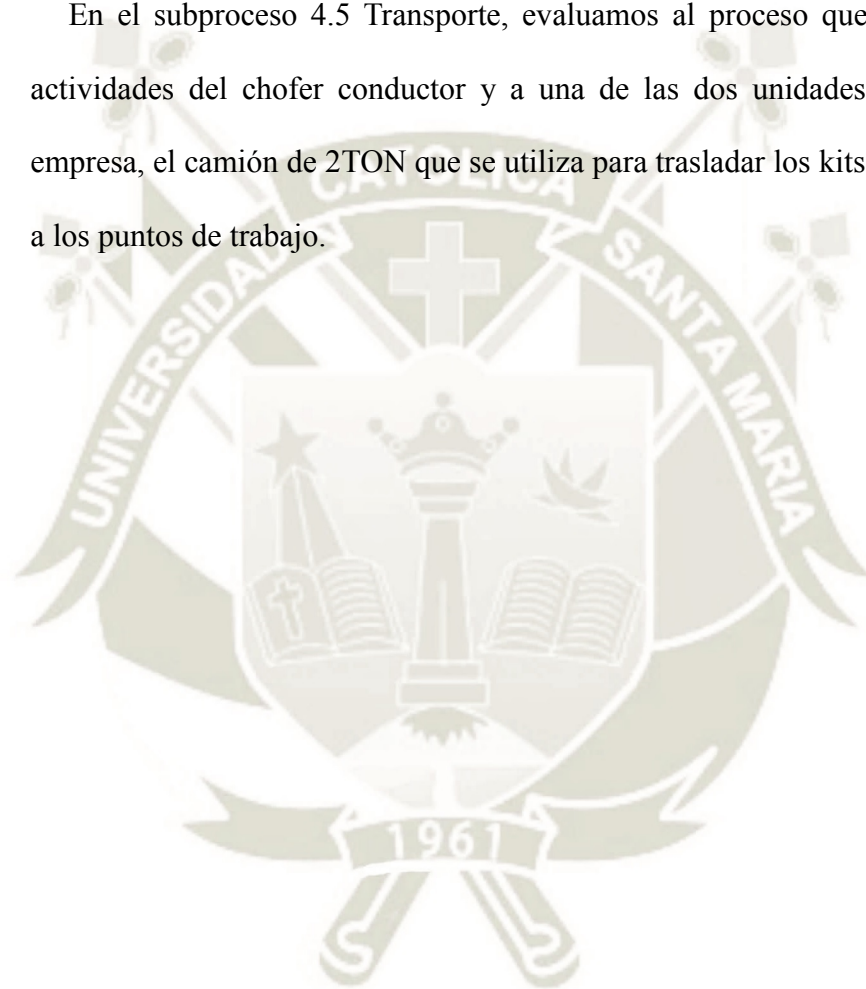 En el subproceso 4.5 Transporte, evaluamos al proceso que
actividades del chofer conductor y a una de las dos unidades
empresa, el camión de 2TON que se utiliza para trasladar los kits
a los puntos de trabajo.
UNIVERSIDAD CATOLICA SANTA MARIA
1961